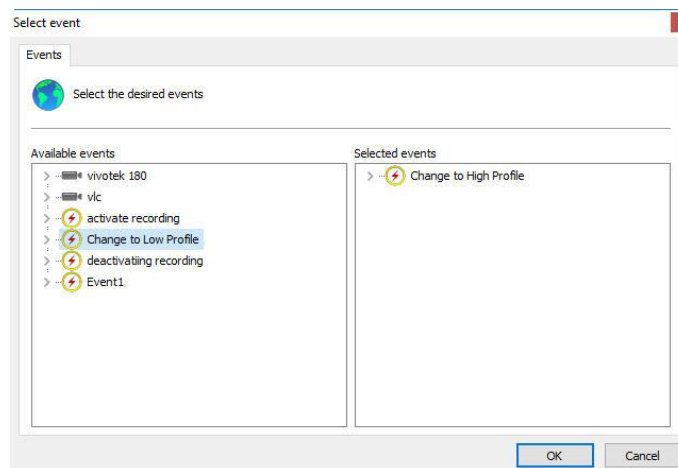 Select event
Events
Select the desired events
Available events
vivotek 180
vlc
activate recording
Change to Low Profile
deactivatiing recording
Event1
Selected events
Change to High Profile
OK
Cancel